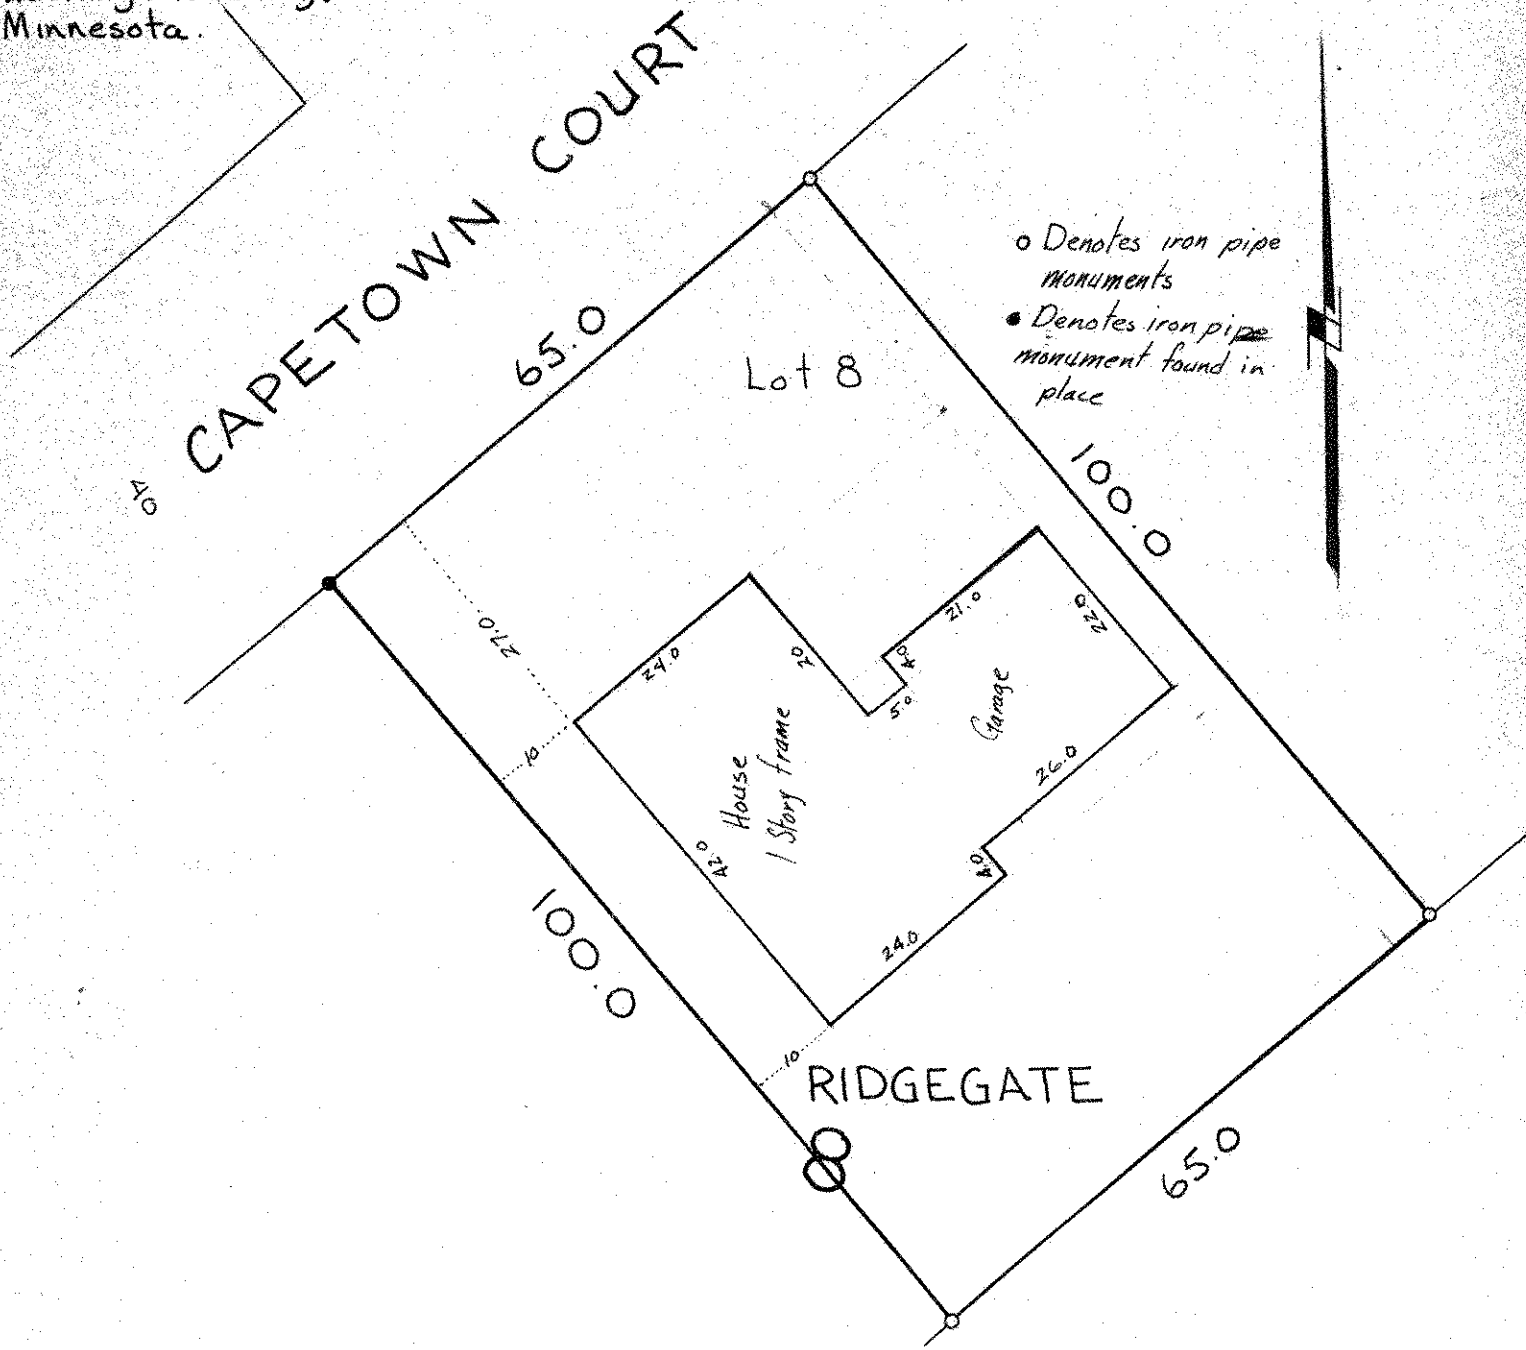 Minnesota.
CAPETOWN COURT
40
65.0
Lot 8
o Denotes iron pipe
monuments
● Denotes iron pipe
monument found in
place
100.0
27.0
24.0
20
5.0
4.0
21.0
22.0
Garage
House
1 Story frame
10
26.0
42.0
4.0
24.0
10
100.0
RIDGEGATE
8
65.0